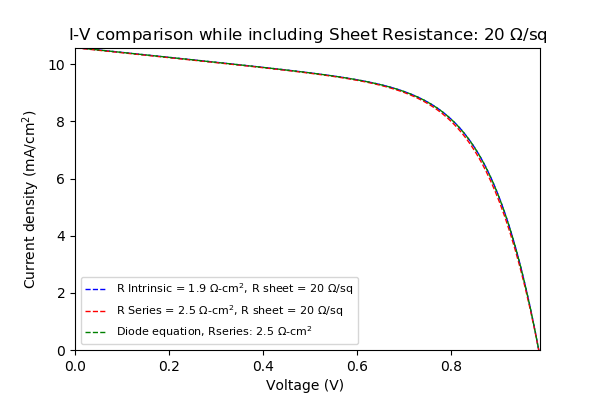 I-V comparison while including Sheet Resistance: 20 Ω/sq
Current density (mA/cm²)
10
8
6
4
2
0
R Intrinsic = 1.9 Ω-cm², R sheet = 20 Ω/sq
R Series = 2.5 Ω-cm², R sheet = 20 Ω/sq
Diode equation, Rseries: 2.5 Ω-cm²
0.0 0.2 0.4 0.6 0.8
Voltage (V)